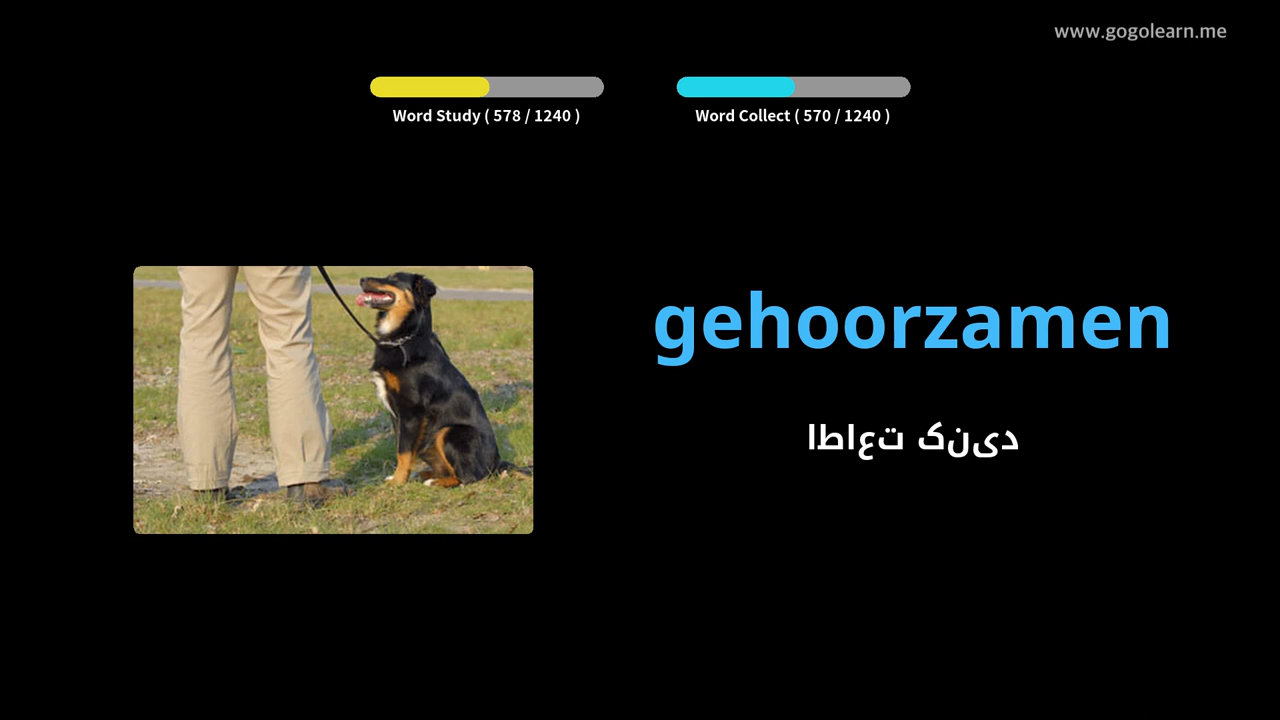 www.gogolearn.me
Word Study ( 578 / 1240 )
Word Collect ( 570 / 1240 )
gehoorzamen
اطاعت کنید